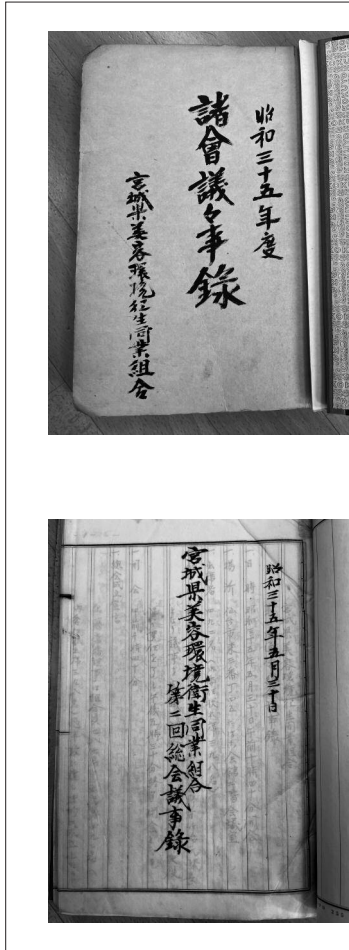 昭和三十五年度
諸會議々事錄
宮城県美容環境衛生同業組合
昭和三十五年五月三十日
宮城県美容環境衛生同業組合
第二回総会議事録